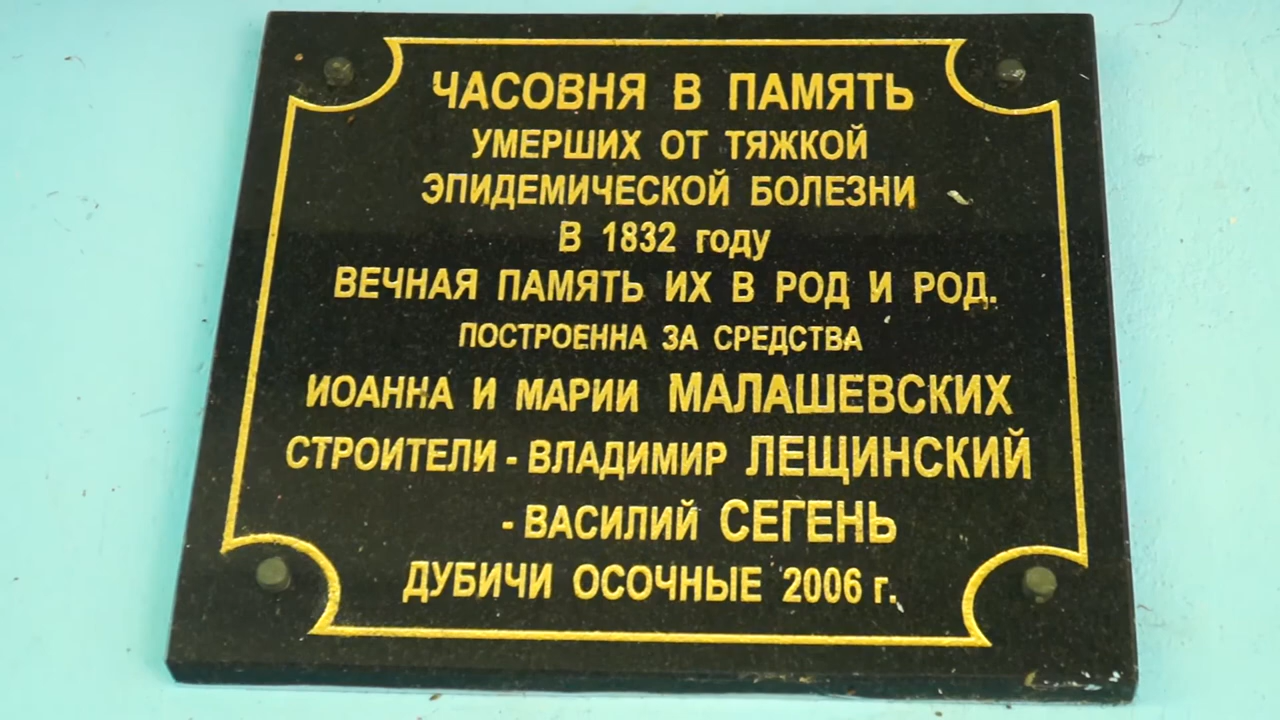 ЧАСОВНЯ В ПАМЯТЬ
УМЕРШИХ ОТ ТЯЖКОЙ
ЭПИДЕМИЧЕСКОЙ БОЛЕЗНИ
В 1832 году
ВЕЧНАЯ ПАМЯТЬ ИХ В РОД И РОД.
ПОСТРОЕННА ЗА СРЕДСТВА
ИОАННА И МАРИИ МАЛАШЕВСКИХ
СТРОИТЕЛИ - ВЛАДИМИР ЛЕЩИНСКИЙ
- ВАСИЛИЙ СЕГЕНЬ
ДУБИЧИ ОСОЧНЫЕ 2006 г.